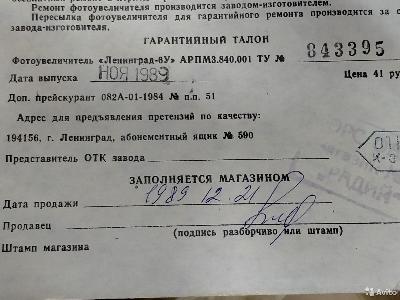 Ремонт фотоувеличителя производится заводом-изготовителем.
Пересылка фотоувеличителя для гарантийного ремонта производится за с
завода-изготовителя.
ГАРАНТИЙНЫЙ ТАЛОН
Фотоувеличитель «Ленинград-6У» АРПМ3.840.001 ТУ № 843395
Дата выпуска НОЯ 1989 Цена 41 ру
Доп. прейскурант 082А-01-1984 № п.п. 51
Адрес для предъявления претензий по качеству:
194156, г. Ленинград, абонементный ящик № 590
Представитель ОТК завода
ЗАПОЛНЯЕТСЯ МАГАЗИНОМ
Дата продажи 1989 12. 21
Продавец
(подпись разборчиво или штамп)
Штамп магазина
Avito